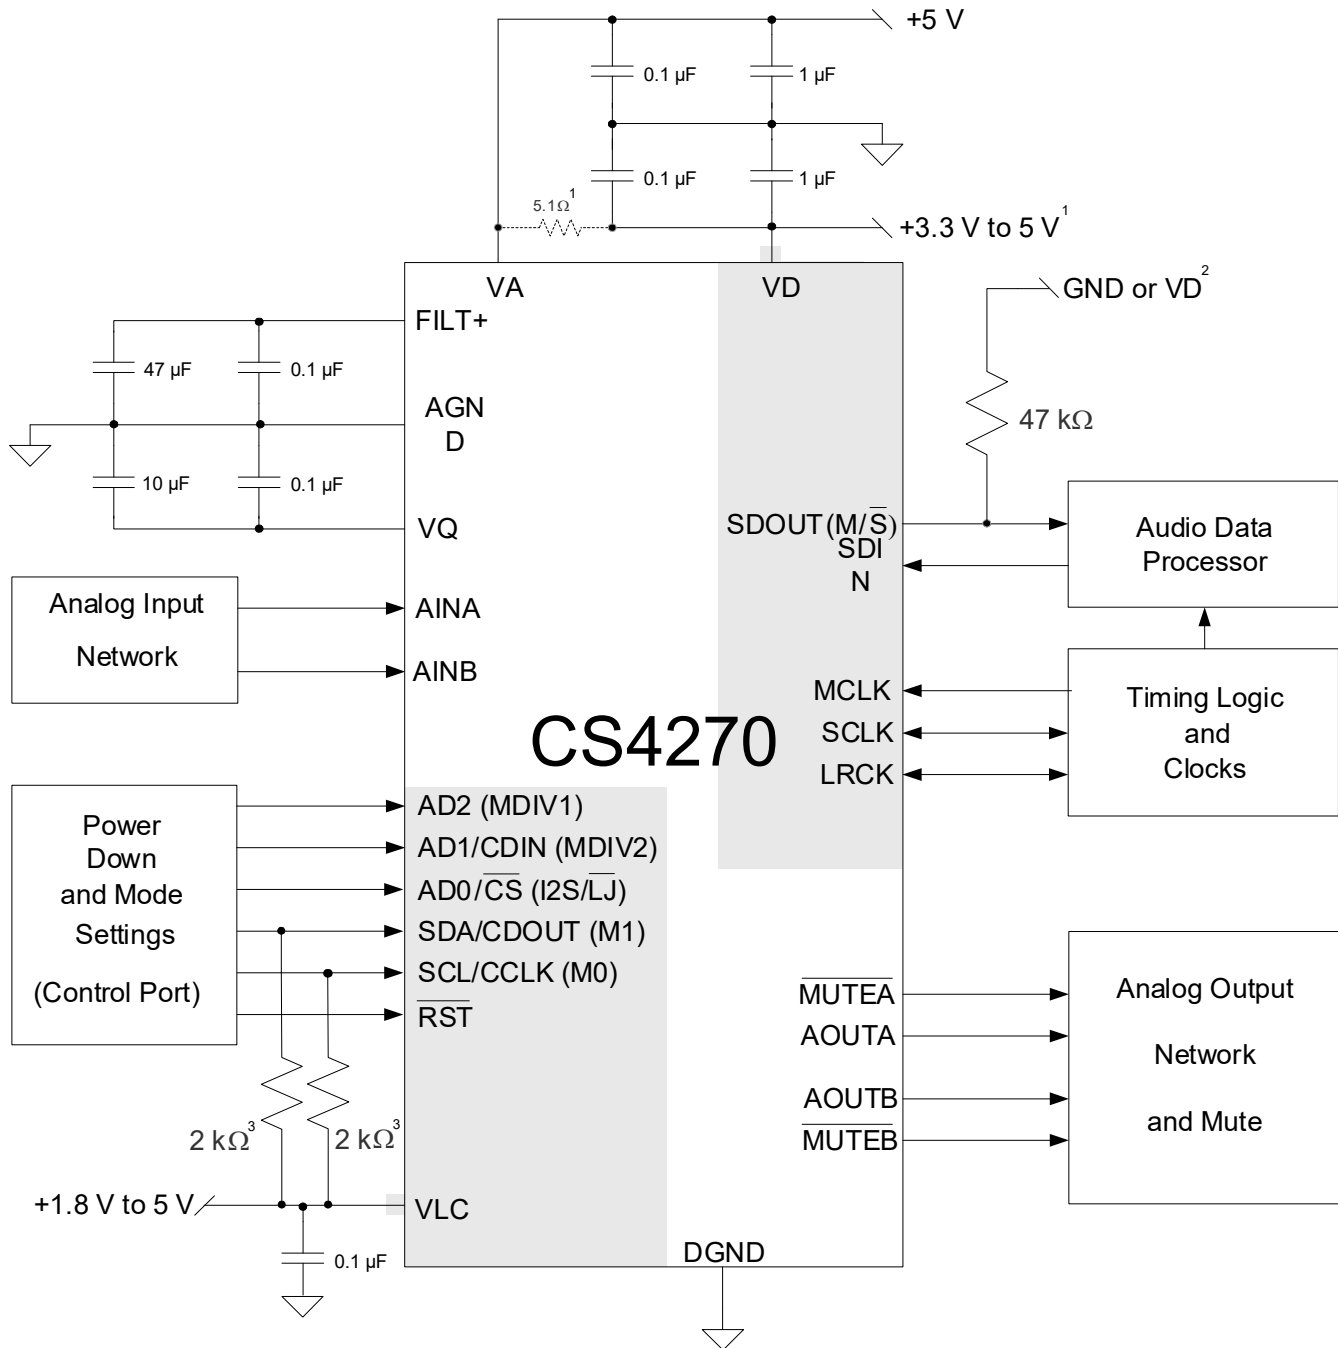 +5 V
0.1 µF
1 µF
0.1 µF
1 µF
5.1Ω¹
+3.3 V to 5 V¹
VA
VD
GND or VD²
FILT+
47 µF
0.1 µF
AGN
D
47 kΩ
10 µF
0.1 µF
VQ
SDOUT (M/S̅)
SDI
N
Audio Data
Processor
Analog Input
Network
AINA
AINB
MCLK
SCLK
LRCK
Timing Logic
and
Clocks
CS4270
Power
Down
and Mode
Settings
(Control Port)
AD2 (MDIV1)
AD1/CDIN (MDIV2)
AD0/C̅S̅ (I2S/L̅J̅)
SDA/CDOUT (M1)
SCL/CCLK (M0)
R̅S̅T̅
M̅U̅T̅E̅A̅
AOUTA
AOUTB
M̅U̅T̅E̅B̅
Analog Output
Network
and Mute
2 kΩ³
2 kΩ³
+1.8 V to 5 V
VLC
0.1 µF
DGND